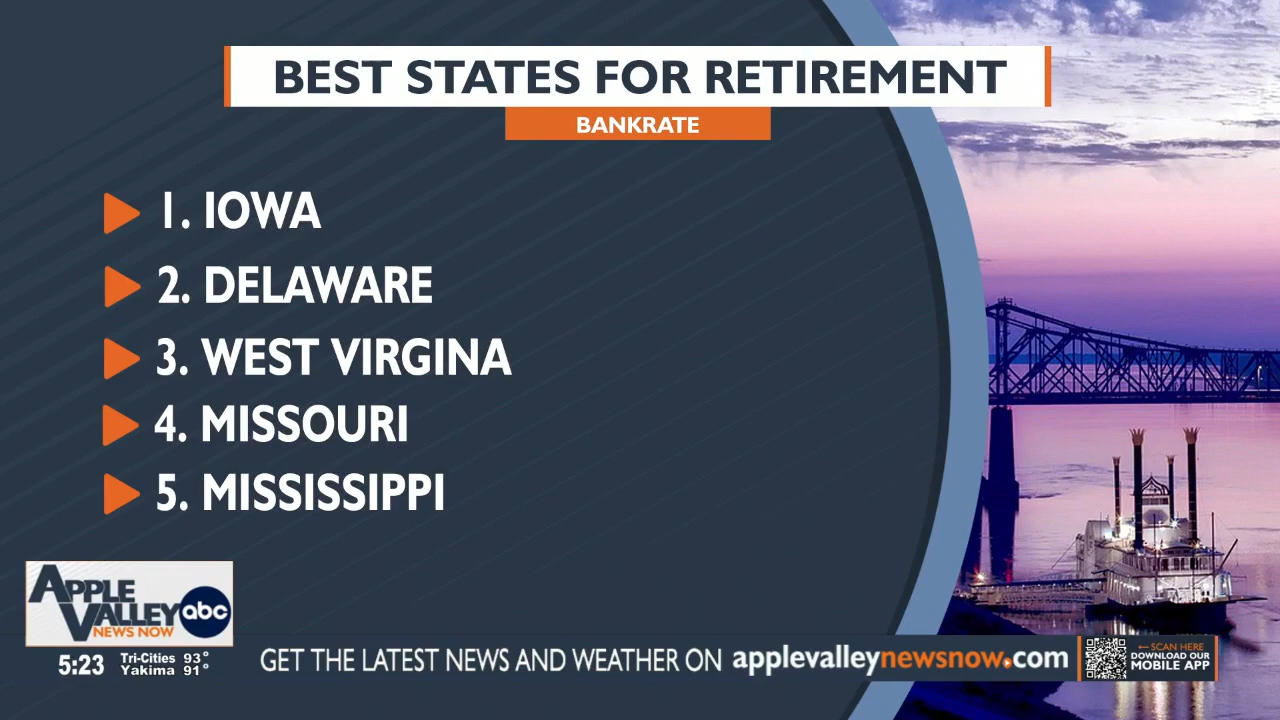 BEST STATES FOR RETIREMENT
BANKRATE
1. IOWA
2. DELAWARE
3. WEST VIRGINA
4. MISSOURI
5. MISSISSIPPI
APPLE
VALLEY abc
NEWS NOW
5:23
Tri-Cities 93°
Yakima 91°
GET THE LATEST NEWS AND WEATHER ON applevalleynewsnow.com
←SCAN HERE
DOWNLOAD OUR
MOBILE APP